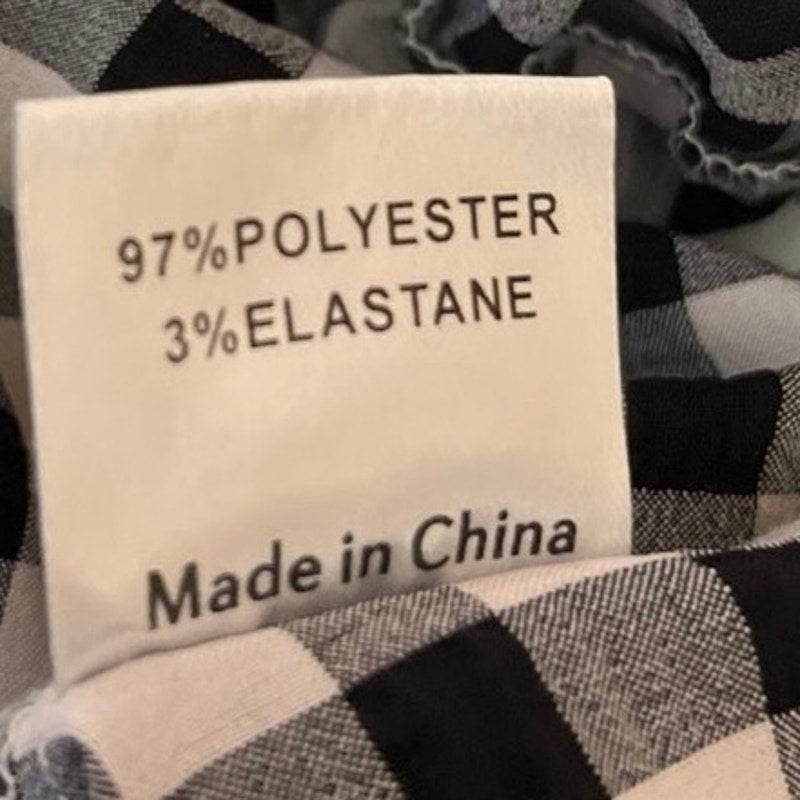 97%POLYESTER
3%ELASTANE
Made in China